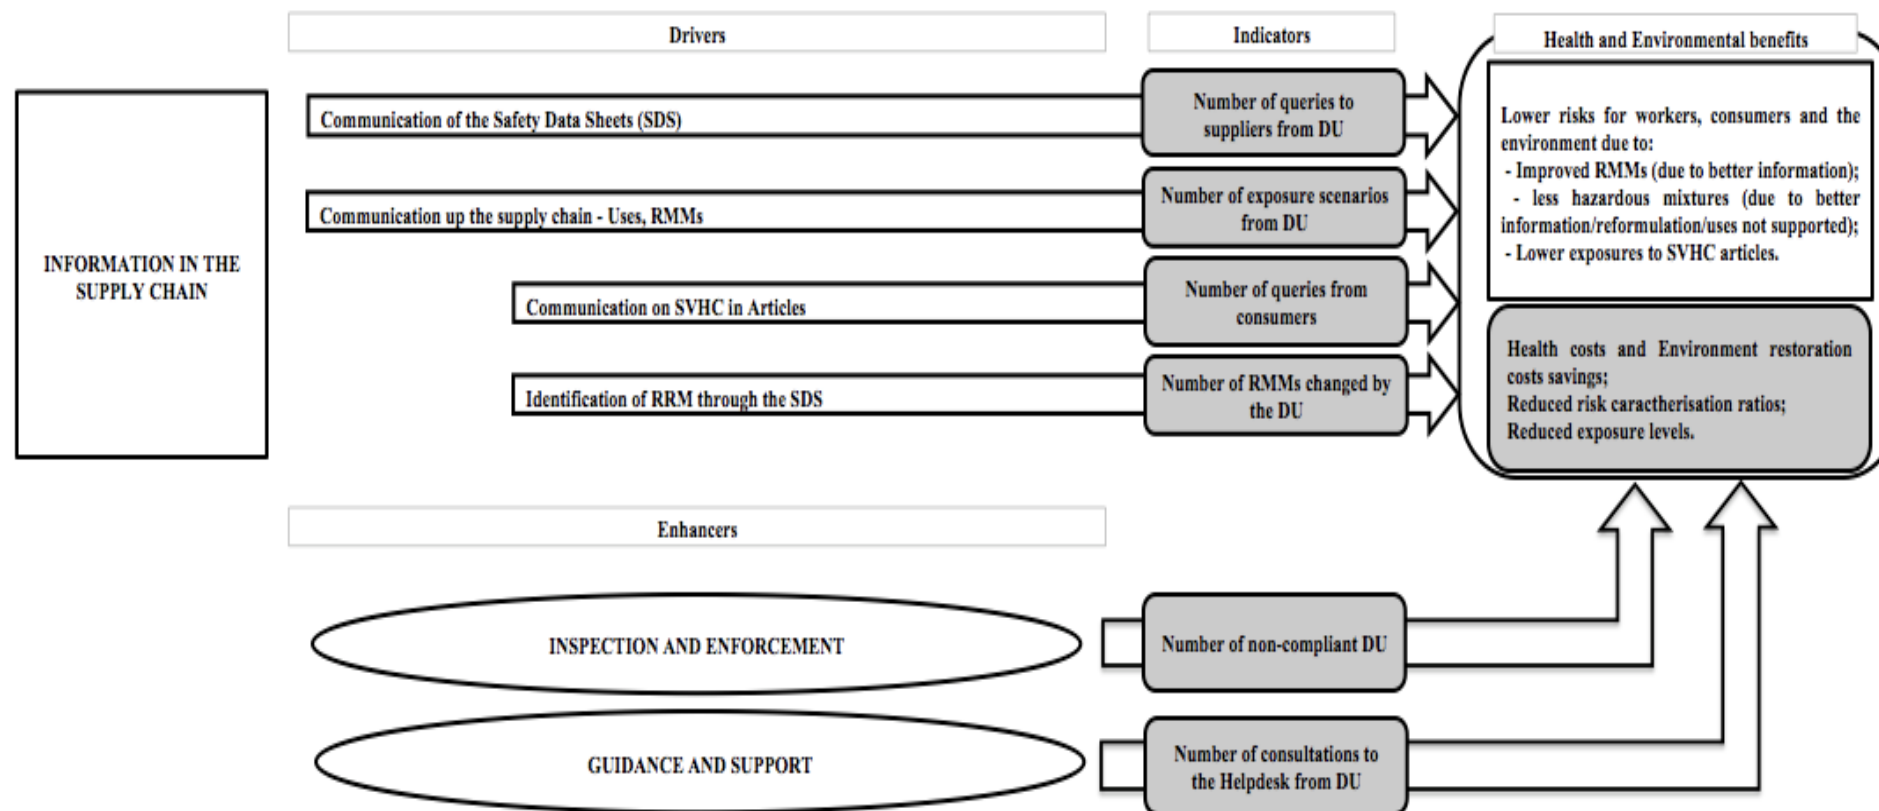 Drivers
Indicators
Health and Environmental benefits
INFORMATION IN THE
SUPPLY CHAIN
Communication of the Safety Data Sheets (SDS)
Number of queries to
suppliers from DU
Communication up the supply chain - Uses, RMMs
Number of exposure scenarios
from DU
Communication on SVHC in Articles
Number of queries from
consumers
Identification of RRM through the SDS
Number of RMMs changed by
the DU
Lower risks for workers, consumers and the
environment due to:
- Improved RMMs (due to better information);
- less hazardous mixtures (due to better
information/reformulation/uses not supported);
- Lower exposures to SVHC articles.
Health costs and Environment restoration
costs savings;
Reduced risk caractherisation ratios;
Reduced exposure levels.
Enhancers
INSPECTION AND ENFORCEMENT
Number of non-compliant DU
GUIDANCE AND SUPPORT
Number of consultations to
the Helpdesk from DU